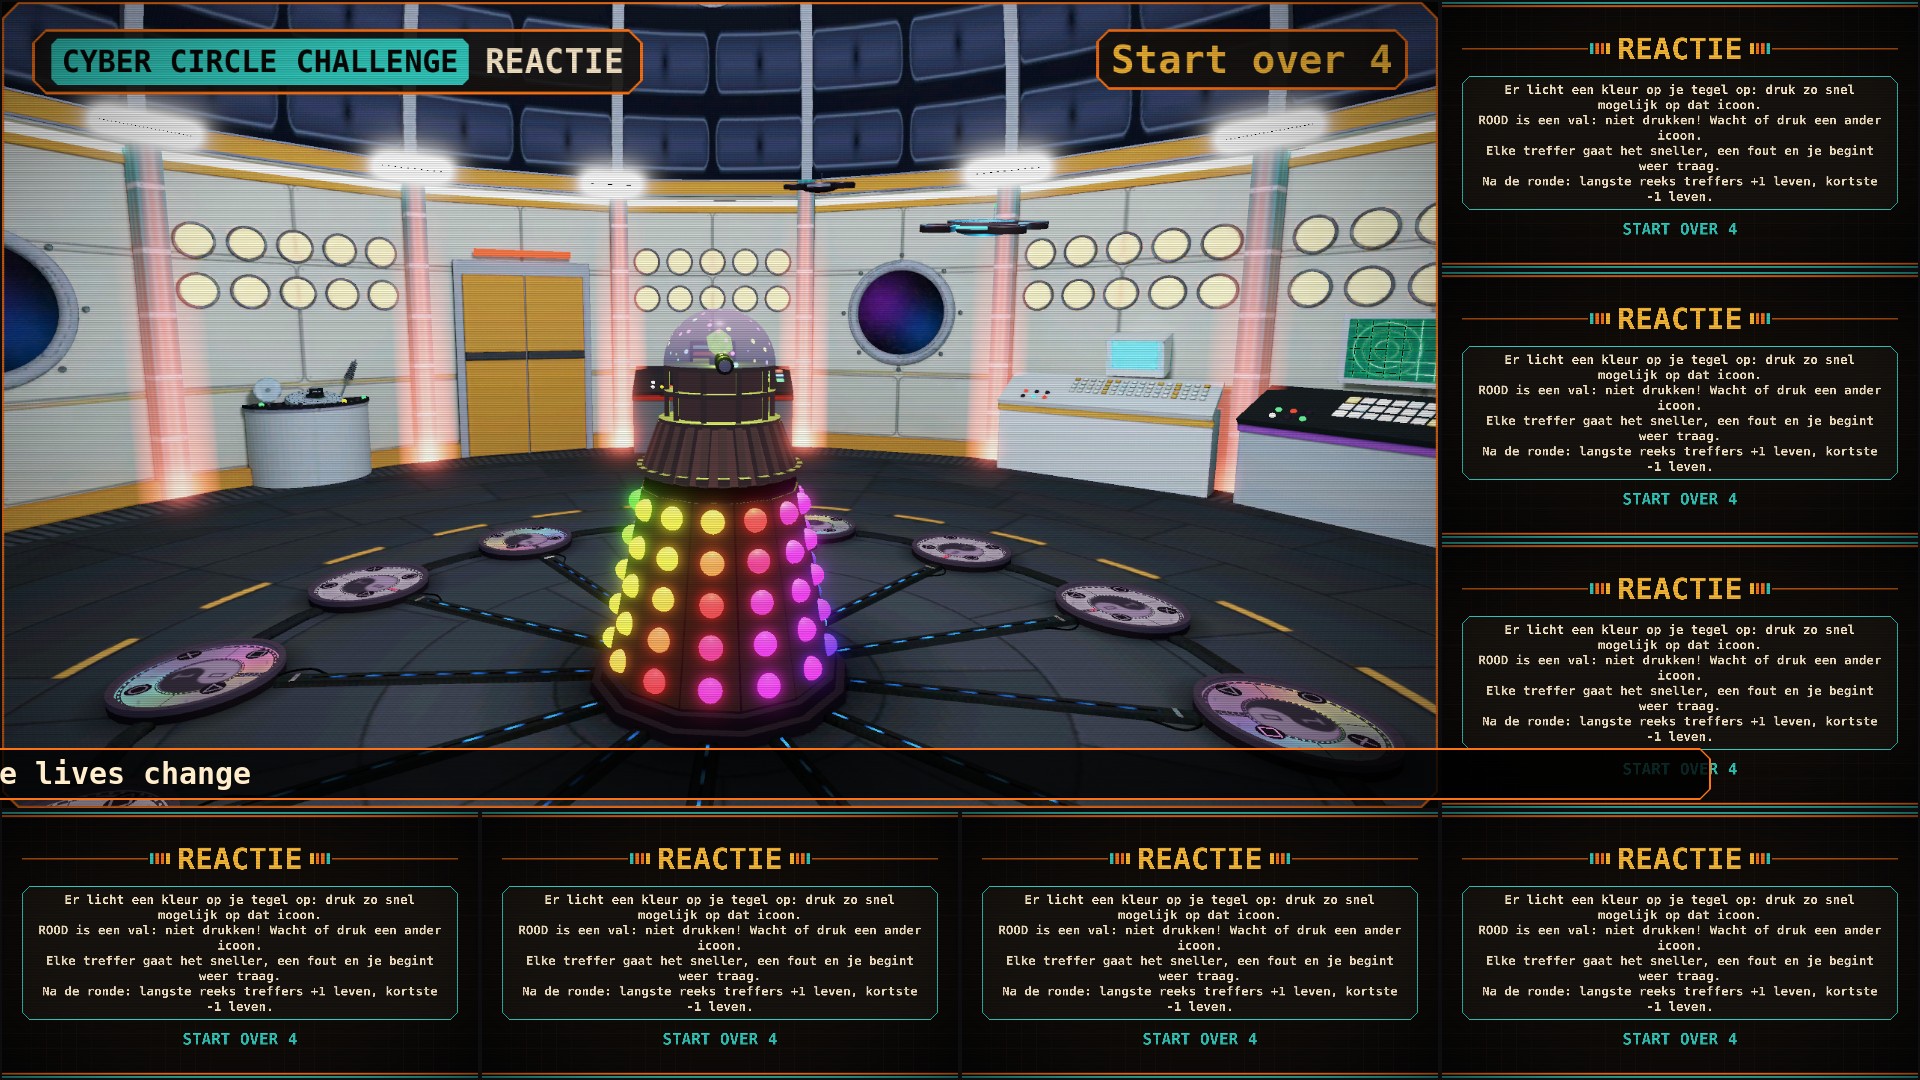 CYBER CIRCLE CHALLENGE REACTIE
Start over 4
REACTIE
Er licht een kleur op je tegel op: druk zo snel
mogelijk op dat icoon.
ROOD is een val: niet drukken! Wacht of druk een ander
icoon.
Elke treffer gaat het sneller, een fout en je begint
weer traag.
Na de ronde: langste reeks treffers +1 leven, kortste
-1 leven.
START OVER 4
REACTIE
Er licht een kleur op je tegel op: druk zo snel
mogelijk op dat icoon.
ROOD is een val: niet drukken! Wacht of druk een ander
icoon.
Elke treffer gaat het sneller, een fout en je begint
weer traag.
Na de ronde: langste reeks treffers +1 leven, kortste
-1 leven.
START OVER 4
REACTIE
Er licht een kleur op je tegel op: druk zo snel
mogelijk op dat icoon.
ROOD is een val: niet drukken! Wacht of druk een ander
icoon.
Elke treffer gaat het sneller, een fout en je begint
weer traag.
Na de ronde: langste reeks treffers +1 leven, kortste
-1 leven.
START OVER 4
e lives change
REACTIE
Er licht een kleur op je tegel op: druk zo snel
mogelijk op dat icoon.
ROOD is een val: niet drukken! Wacht of druk een ander
icoon.
Elke treffer gaat het sneller, een fout en je begint
weer traag.
Na de ronde: langste reeks treffers +1 leven, kortste
-1 leven.
START OVER 4
REACTIE
Er licht een kleur op je tegel op: druk zo snel
mogelijk op dat icoon.
ROOD is een val: niet drukken! Wacht of druk een ander
icoon.
Elke treffer gaat het sneller, een fout en je begint
weer traag.
Na de ronde: langste reeks treffers +1 leven, kortste
-1 leven.
START OVER 4
REACTIE
Er licht een kleur op je tegel op: druk zo snel
mogelijk op dat icoon.
ROOD is een val: niet drukken! Wacht of druk een ander
icoon.
Elke treffer gaat het sneller, een fout en je begint
weer traag.
Na de ronde: langste reeks treffers +1 leven, kortste
-1 leven.
START OVER 4
REACTIE
Er licht een kleur op je tegel op: druk zo snel
mogelijk op dat icoon.
ROOD is een val: niet drukken! Wacht of druk een ander
icoon.
Elke treffer gaat het sneller, een fout en je begint
weer traag.
Na de ronde: langste reeks treffers +1 leven, kortste
-1 leven.
START OVER 4